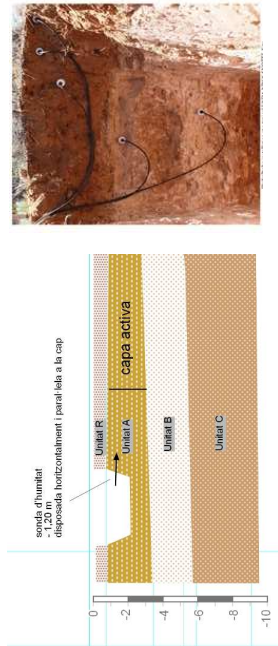 sonda d'humitat
- 1,20 m
disposada horitzontalment i paral·lela a la cap
Unitat R
Unitat A
capa activa
Unitat B
Unitat C
0
-2
-4
-6
-8
-10